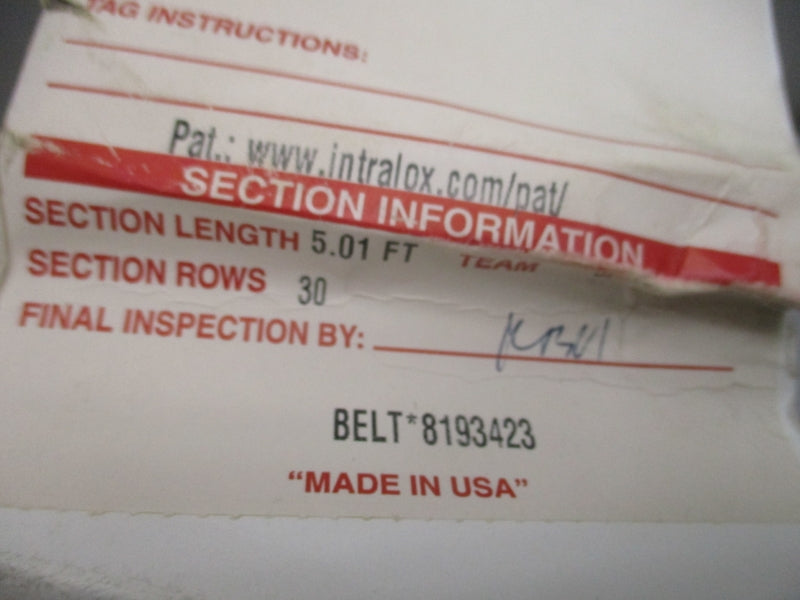 TAG INSTRUCTIONS:
Pat.: www.intralox.com/pat/
SECTION INFORMATION
SECTION LENGTH 5.01 FT TEAM
SECTION ROWS 30
FINAL INSPECTION BY:
BELT*8193423
"MADE IN USA"